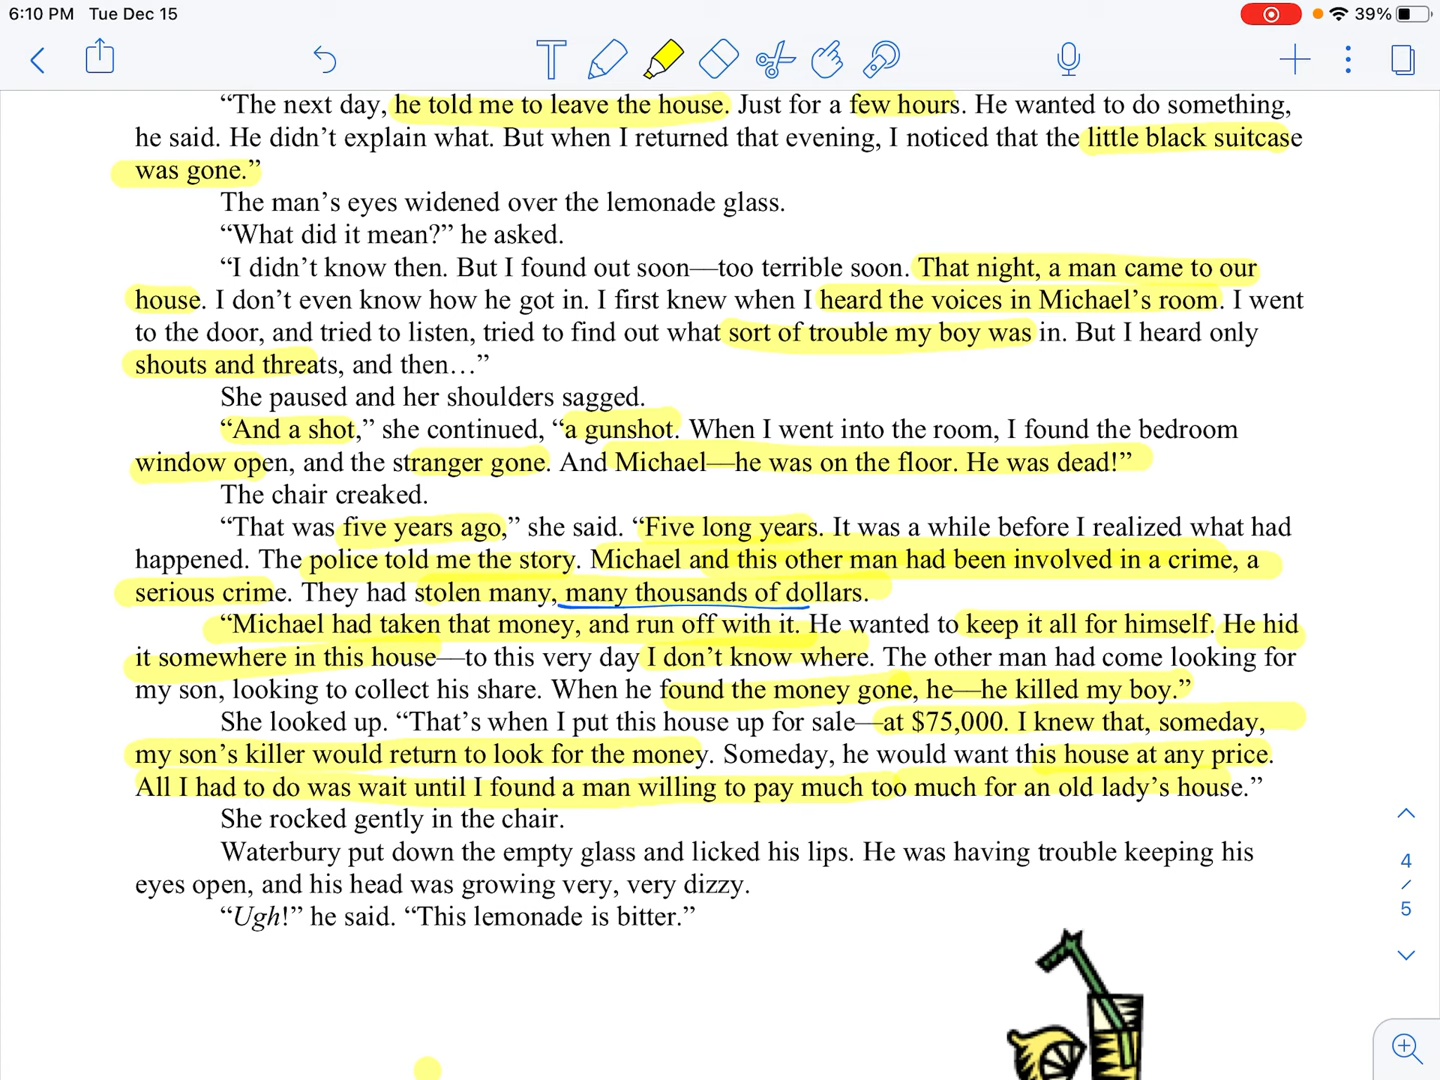 6:10 PM Tue Dec 15
39%
“The next day, he told me to leave the house. Just for a few hours. He wanted to do something,
he said. He didn’t explain what. But when I returned that evening, I noticed that the little black suitcase
was gone.”
The man’s eyes widened over the lemonade glass.
“What did it mean?” he asked.
“I didn’t know then. But I found out soon—too terrible soon. That night, a man came to our
house. I don’t even know how he got in. I first knew when I heard the voices in Michael’s room. I went
to the door, and tried to listen, tried to find out what sort of trouble my boy was in. But I heard only
shouts and threats, and then…”
She paused and her shoulders sagged.
“And a shot,” she continued, “a gunshot. When I went into the room, I found the bedroom
window open, and the stranger gone. And Michael—he was on the floor. He was dead!”
The chair creaked.
“That was five years ago,” she said. “Five long years. It was a while before I realized what had
happened. The police told me the story. Michael and this other man had been involved in a crime, a
serious crime. They had stolen many, many thousands of dollars.
“Michael had taken that money, and run off with it. He wanted to keep it all for himself. He hid
it somewhere in this house—to this very day I don’t know where. The other man had come looking for
my son, looking to collect his share. When he found the money gone, he—he killed my boy.”
She looked up. “That’s when I put this house up for sale—at $75,000. I knew that, someday,
my son’s killer would return to look for the money. Someday, he would want this house at any price.
All I had to do was wait until I found a man willing to pay much too much for an old lady’s house.”
She rocked gently in the chair.
Waterbury put down the empty glass and licked his lips. He was having trouble keeping his
eyes open, and his head was growing very, very dizzy.
“Ugh!” he said. “This lemonade is bitter.”
4
/
5